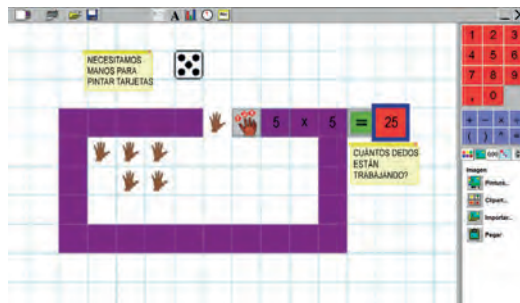 A
NECESITAMOS
MANOS PARA
PINTAR TARJETAS
5 x 5 = 25
CUÁNTOS DEDOS
ESTÁN
TRABAJANDO?
1 2 3
4 5 6
7 8 9
, 0
+ - x
( )
Imagen
Pintura..
Clipart..
Importar..
Pegar